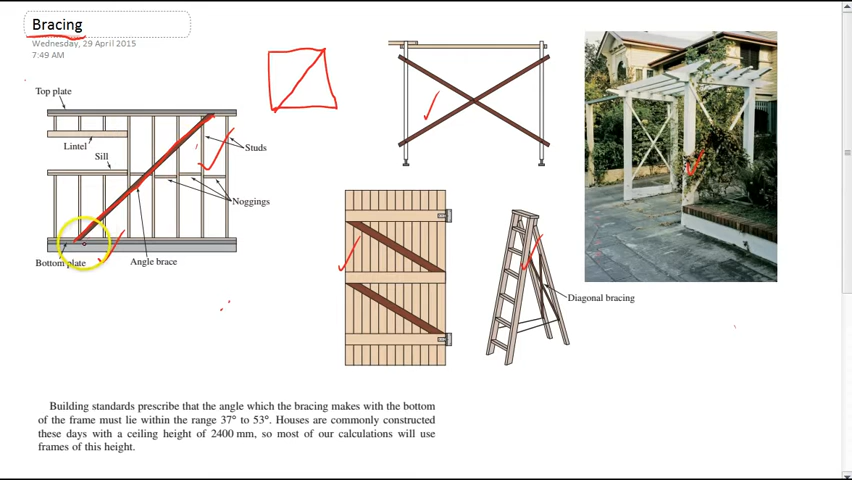 Bracing
Wednesday, 29 April 2015
7:49 AM
Top plate
Lintel
Sill
Studs
Noggings
Bottom plate
Angle brace
Diagonal bracing
Building standards prescribe that the angle which the bracing makes with the bottom
of the frame must lie within the range 37° to 53°. Houses are commonly constructed
these days with a ceiling height of 2400 mm, so most of our calculations will use
frames of this height.